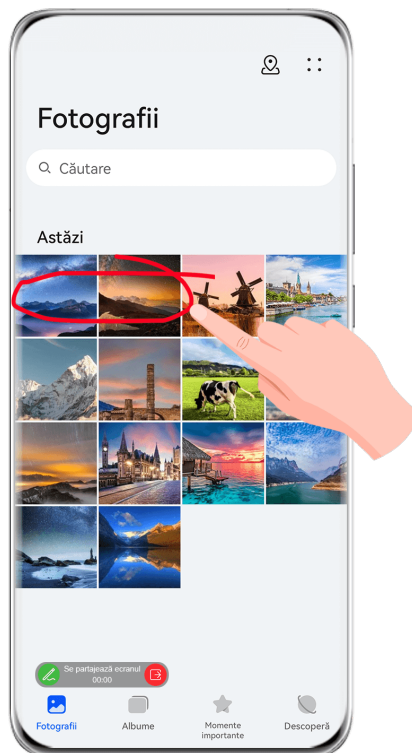 Fotografii
Căutare
Astăzi
Se partajează ecranul
00:00
Fotografii
Albume
Momente
importante
Descoperă